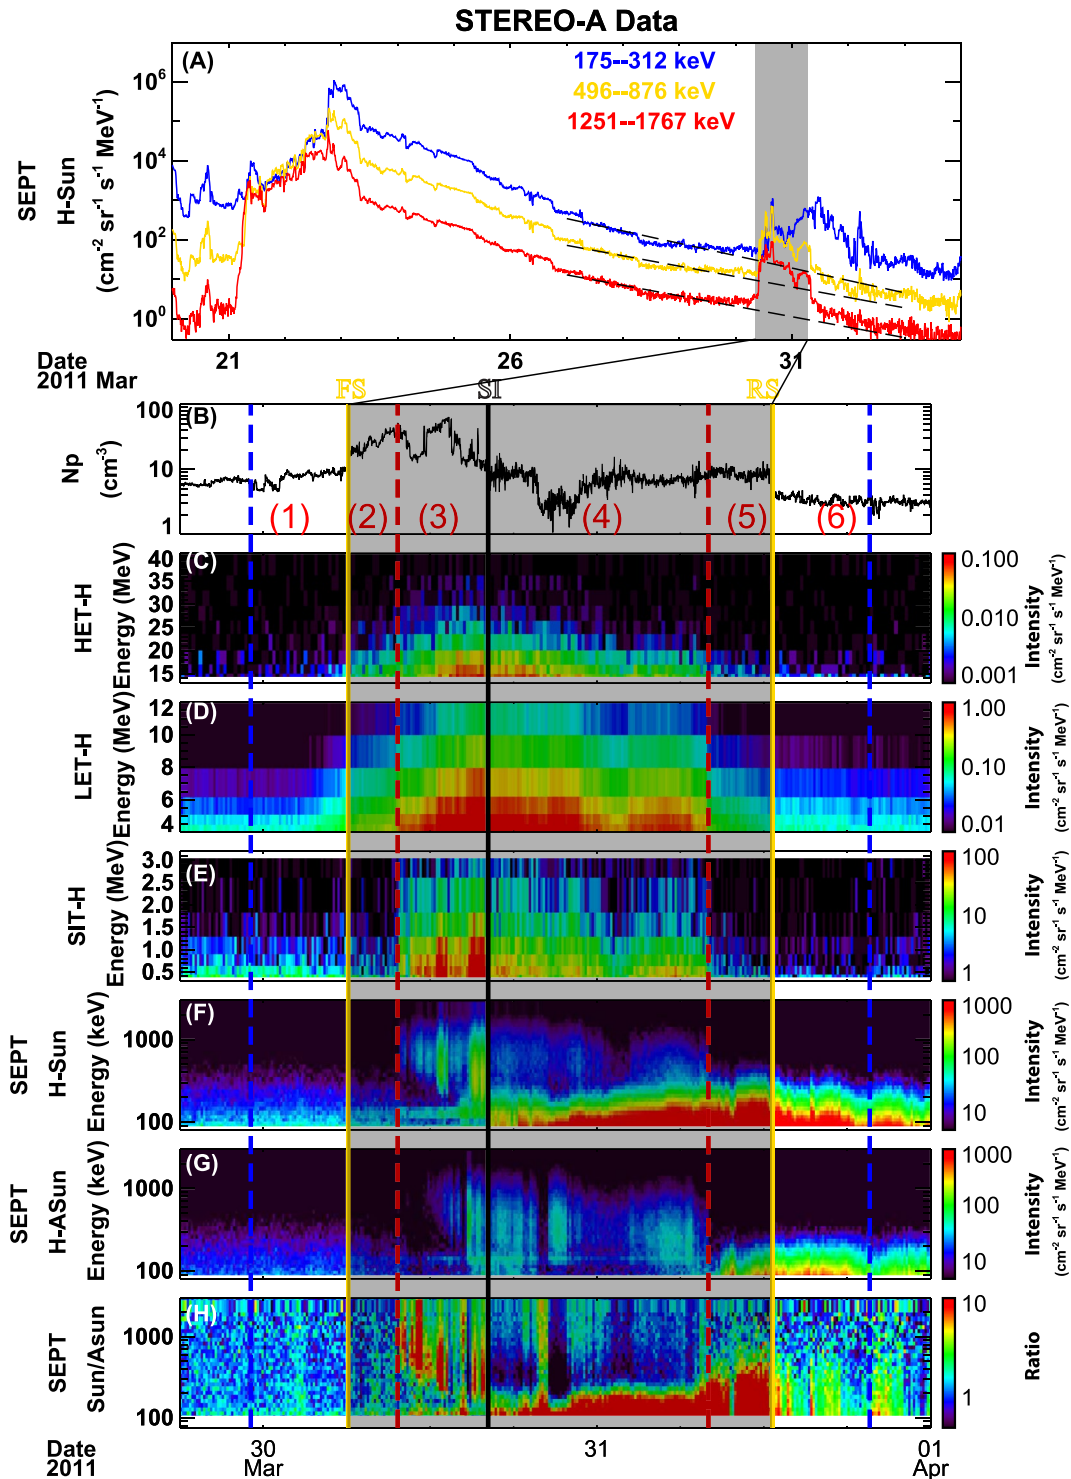 STEREO-A Data
(A)
175--312 keV
496--876 keV
1251--1767 keV
SEPT
H-Sun
(cm⁻² sr⁻¹ s⁻¹ MeV⁻¹)
10⁶
10⁴
10²
10⁰
Date
2011 Mar
21
26
31
FS
SI
RS
(B)
Np
(cm⁻³)
100
10
1
(1)
(2)
(3)
(4)
(5)
(6)
(C)
HET-H
Energy (MeV)
40
35
30
25
20
15
0.100
0.010
0.001
Intensity
(cm⁻² sr⁻¹ s⁻¹ MeV⁻¹)
(D)
LET-H
Energy (MeV)
12
10
8
6
4
1.00
0.10
0.01
Intensity
(cm⁻² sr⁻¹ s⁻¹ MeV⁻¹)
(E)
SIT-H
Energy (MeV)
3.0
2.5
2.0
1.5
1.0
0.5
100
10
1
Intensity
(cm⁻² sr⁻¹ s⁻¹ MeV⁻¹)
(F)
SEPT
H-Sun
Energy (keV)
1000
100
1000
100
10
Intensity
(cm⁻² sr⁻¹ s⁻¹ MeV⁻¹)
(G)
SEPT
H-ASun
Energy (keV)
1000
100
1000
100
10
Intensity
(cm⁻² sr⁻¹ s⁻¹ MeV⁻¹)
(H)
SEPT
Sun/Asun
1000
100
10
1
Ratio
Date
2011
30
Mar
31
01
Apr